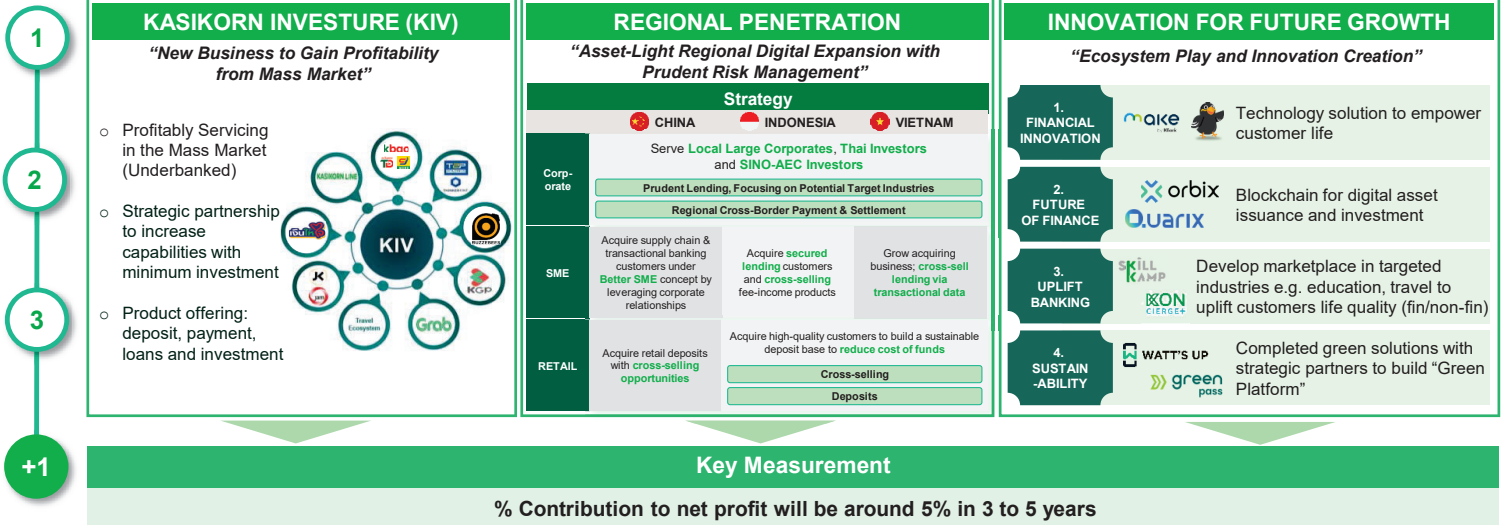 1
2
3
+1
KASIKORN INVESTURE (KIV)
“New Business to Gain Profitability
from Mass Market”
○ Profitably Servicing
in the Mass Market
(Underbanked)
○ Strategic partnership
to increase
capabilities with
minimum investment
○ Product offering:
deposit, payment,
loans and investment
KIV
kbao
KASIKORN LINE
BUZZEBEES
JK
KGP
Travel
Ecosystem
Grab
REGIONAL PENETRATION
“Asset-Light Regional Digital Expansion with
Prudent Risk Management”
Strategy
CHINA INDONESIA VIETNAM
Corp-
orate
Serve Local Large Corporates, Thai Investors
and SINO-AEC Investors
Prudent Lending, Focusing on Potential Target Industries
Regional Cross-Border Payment & Settlement
SME
Acquire supply chain &
transactional banking
customers under
Better SME concept by
leveraging corporate
relationships
Acquire secured
lending customers
and cross-selling
fee-income products
Grow acquiring
business; cross-sell
lending via
transactional data
RETAIL
Acquire retail deposits
with cross-selling
opportunities
Acquire high-quality customers to build a sustainable
deposit base to reduce cost of funds
Cross-selling
Deposits
INNOVATION FOR FUTURE GROWTH
“Ecosystem Play and Innovation Creation”
1.
FINANCIAL
INNOVATION
make
by KBank
Technology solution to empower
customer life
2.
FUTURE
OF FINANCE
orbix
Quarix
Blockchain for digital asset
issuance and investment
3.
UPLIFT
BANKING
SKILL
KAMP
KON
CIERGE+
Develop marketplace in targeted
industries e.g. education, travel to
uplift customers life quality (fin/non-fin)
4.
SUSTAIN
-ABILITY
WATT'S UP
green
pass
Completed green solutions with
strategic partners to build “Green
Platform”
Key Measurement
% Contribution to net profit will be around 5% in 3 to 5 years